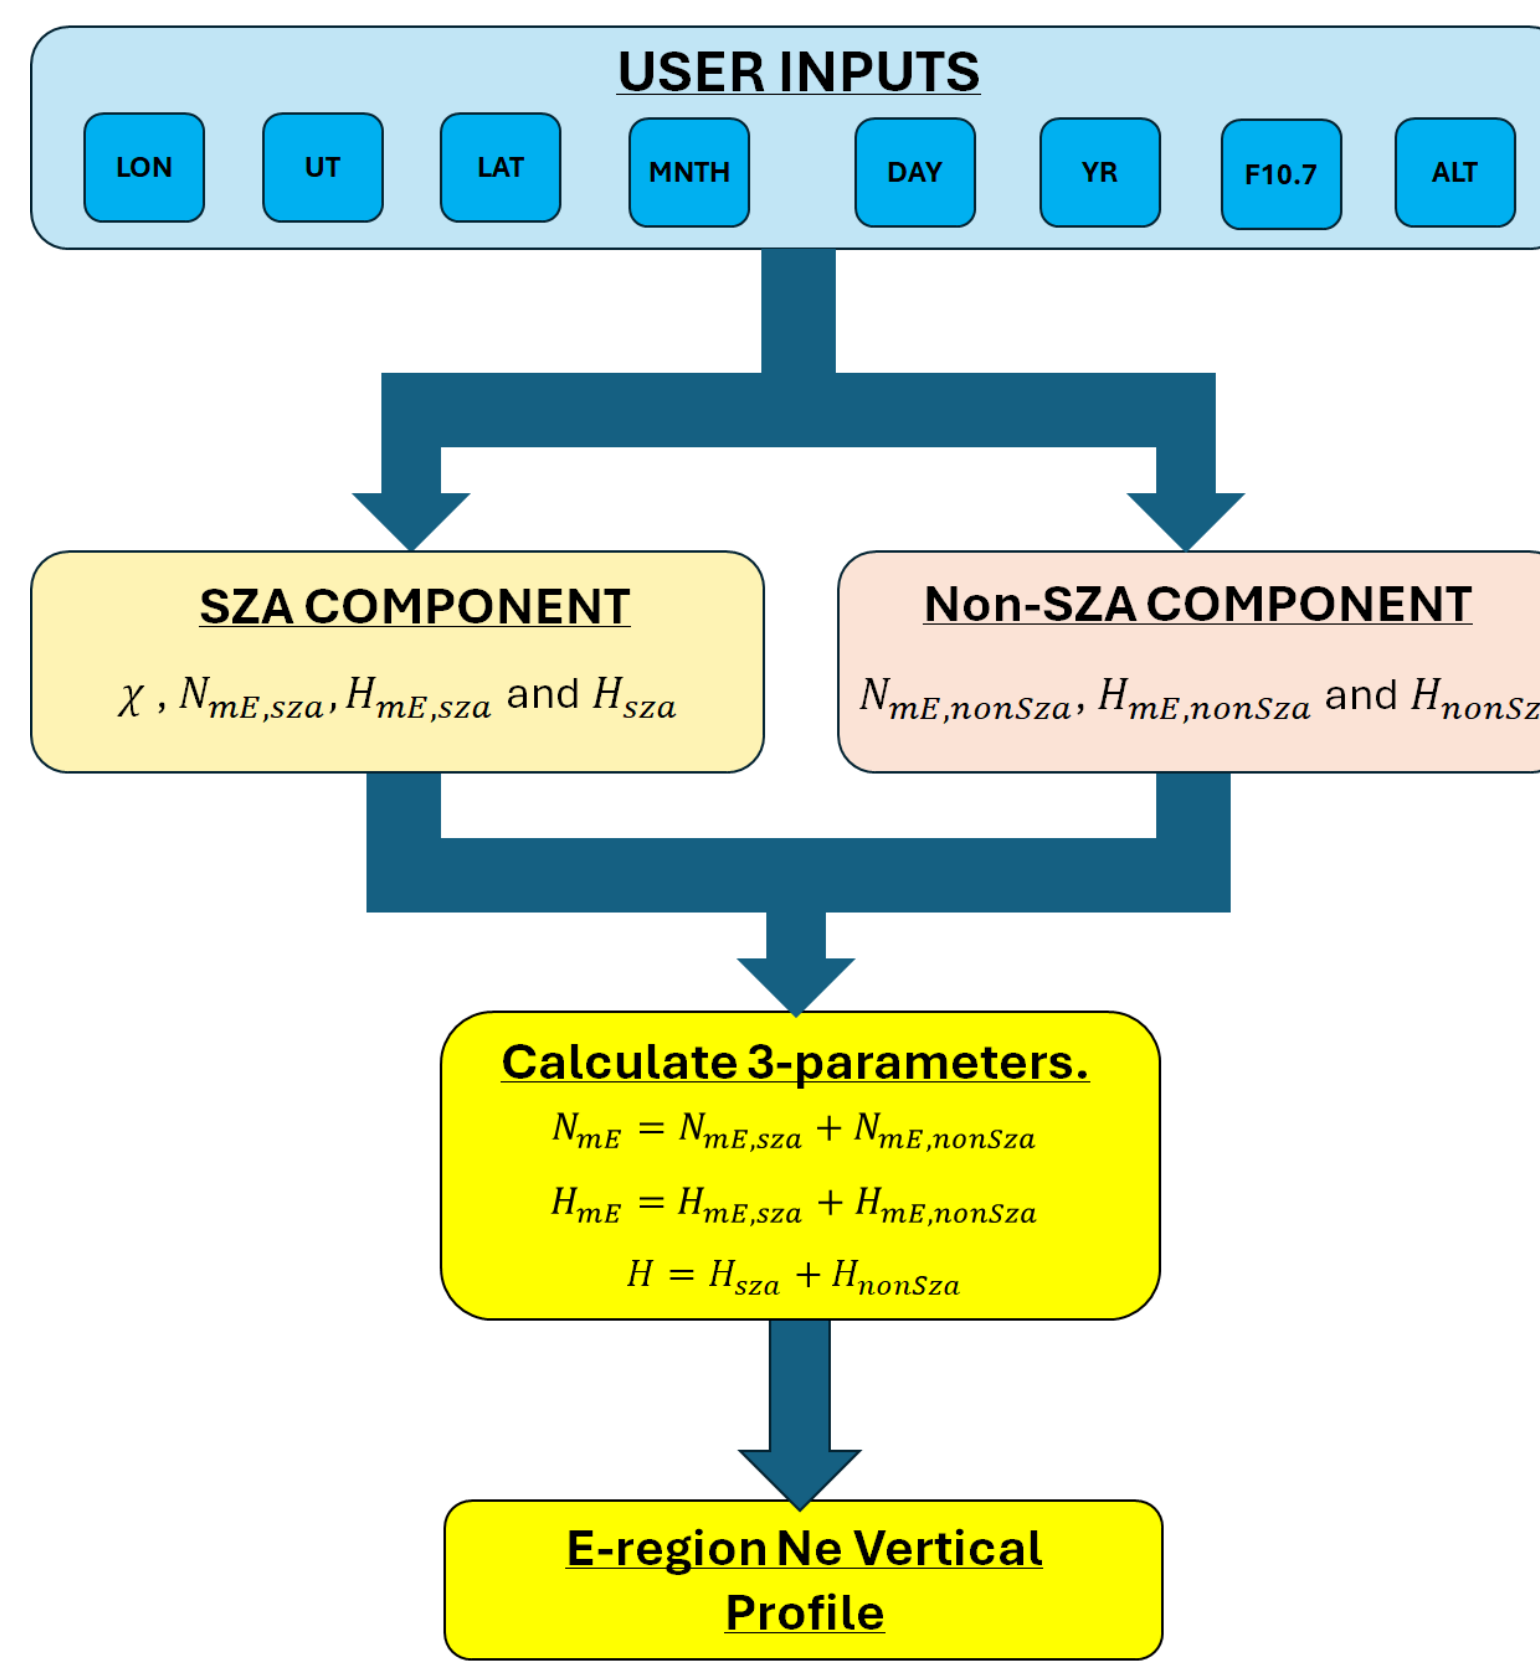 USER INPUTS
LON UT LAT MNTH DAY YR F10.7 ALT
SZA COMPONENT
χ , N_{mE,sza}, H_{mE,sza} and H_{sza}
Non-SZA COMPONENT
N_{mE,nonSza}, H_{mE,nonSza} and H_{nonSz
Calculate 3-parameters.
N_{mE} = N_{mE,sza} + N_{mE,nonSza}
H_{mE} = H_{mE,sza} + H_{mE,nonSza}
H = H_{sza} + H_{nonSza}
E-region Ne Vertical
Profile